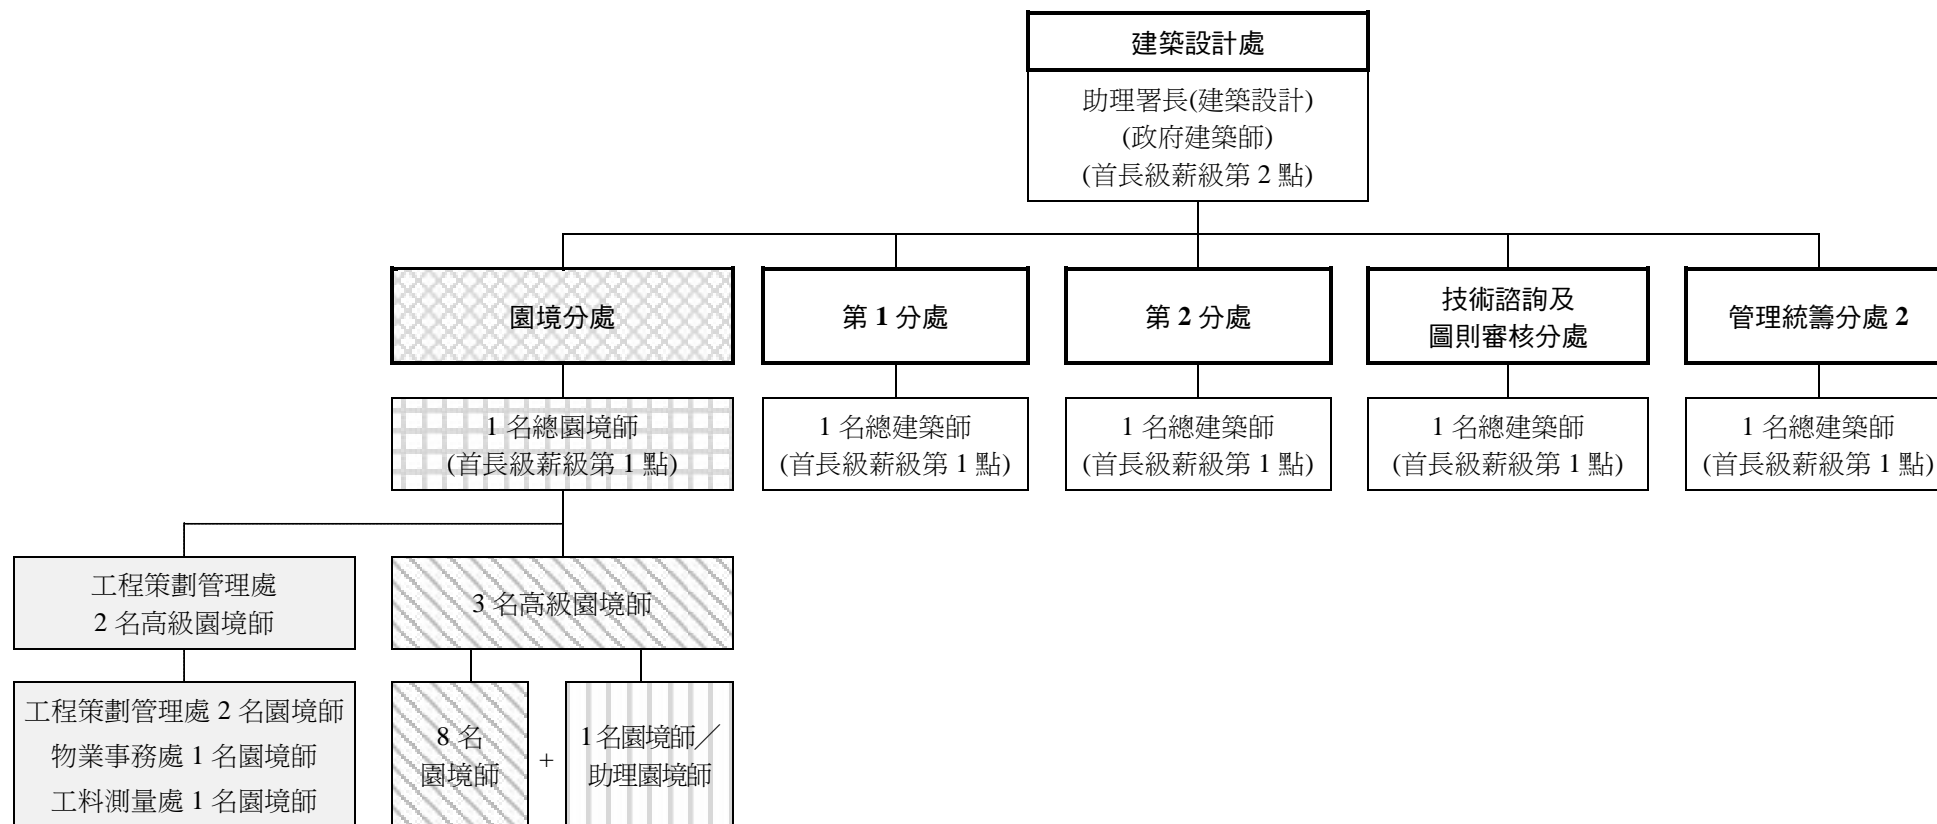 建築設計處
助理署長(建築設計)
(政府建築師)
(首長級薪級第 2 點)
園境分處
第 1 分處
第 2 分處
技術諮詢及
圖則審核分處
管理統籌分處 2
1 名總園境師
(首長級薪級第 1 點)
1 名總建築師
(首長級薪級第 1 點)
1 名總建築師
(首長級薪級第 1 點)
1 名總建築師
(首長級薪級第 1 點)
1 名總建築師
(首長級薪級第 1 點)
工程策劃管理處
2 名高級園境師
3 名高級園境師
工程策劃管理處 2 名園境師
物業事務處 1 名園境師
工料測量處 1 名園境師
8 名
園境師
+
1 名園境師／
助理園境師